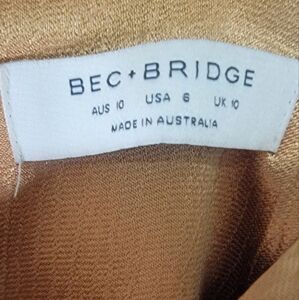 BEC+BRIDGE
AUS 10 USA 6 UK 10
MADE IN AUSTRALIA